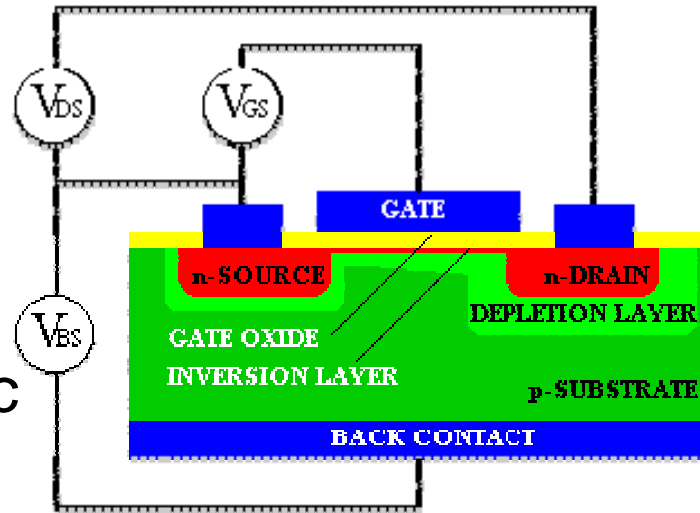 VDS
VGS
GATE
n-SOURCE
n-DRAIN
DEPLETION LAYER
GATE OXIDE
VBS
INVERSION LAYER
p-SUBSTRATE
C
BACK CONTACT